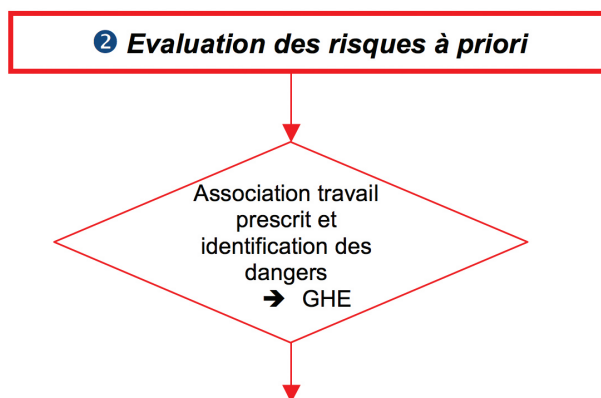 ❷ Evaluation des risques à priori
Association travail
prescrit et
identification des
dangers
➔ GHE